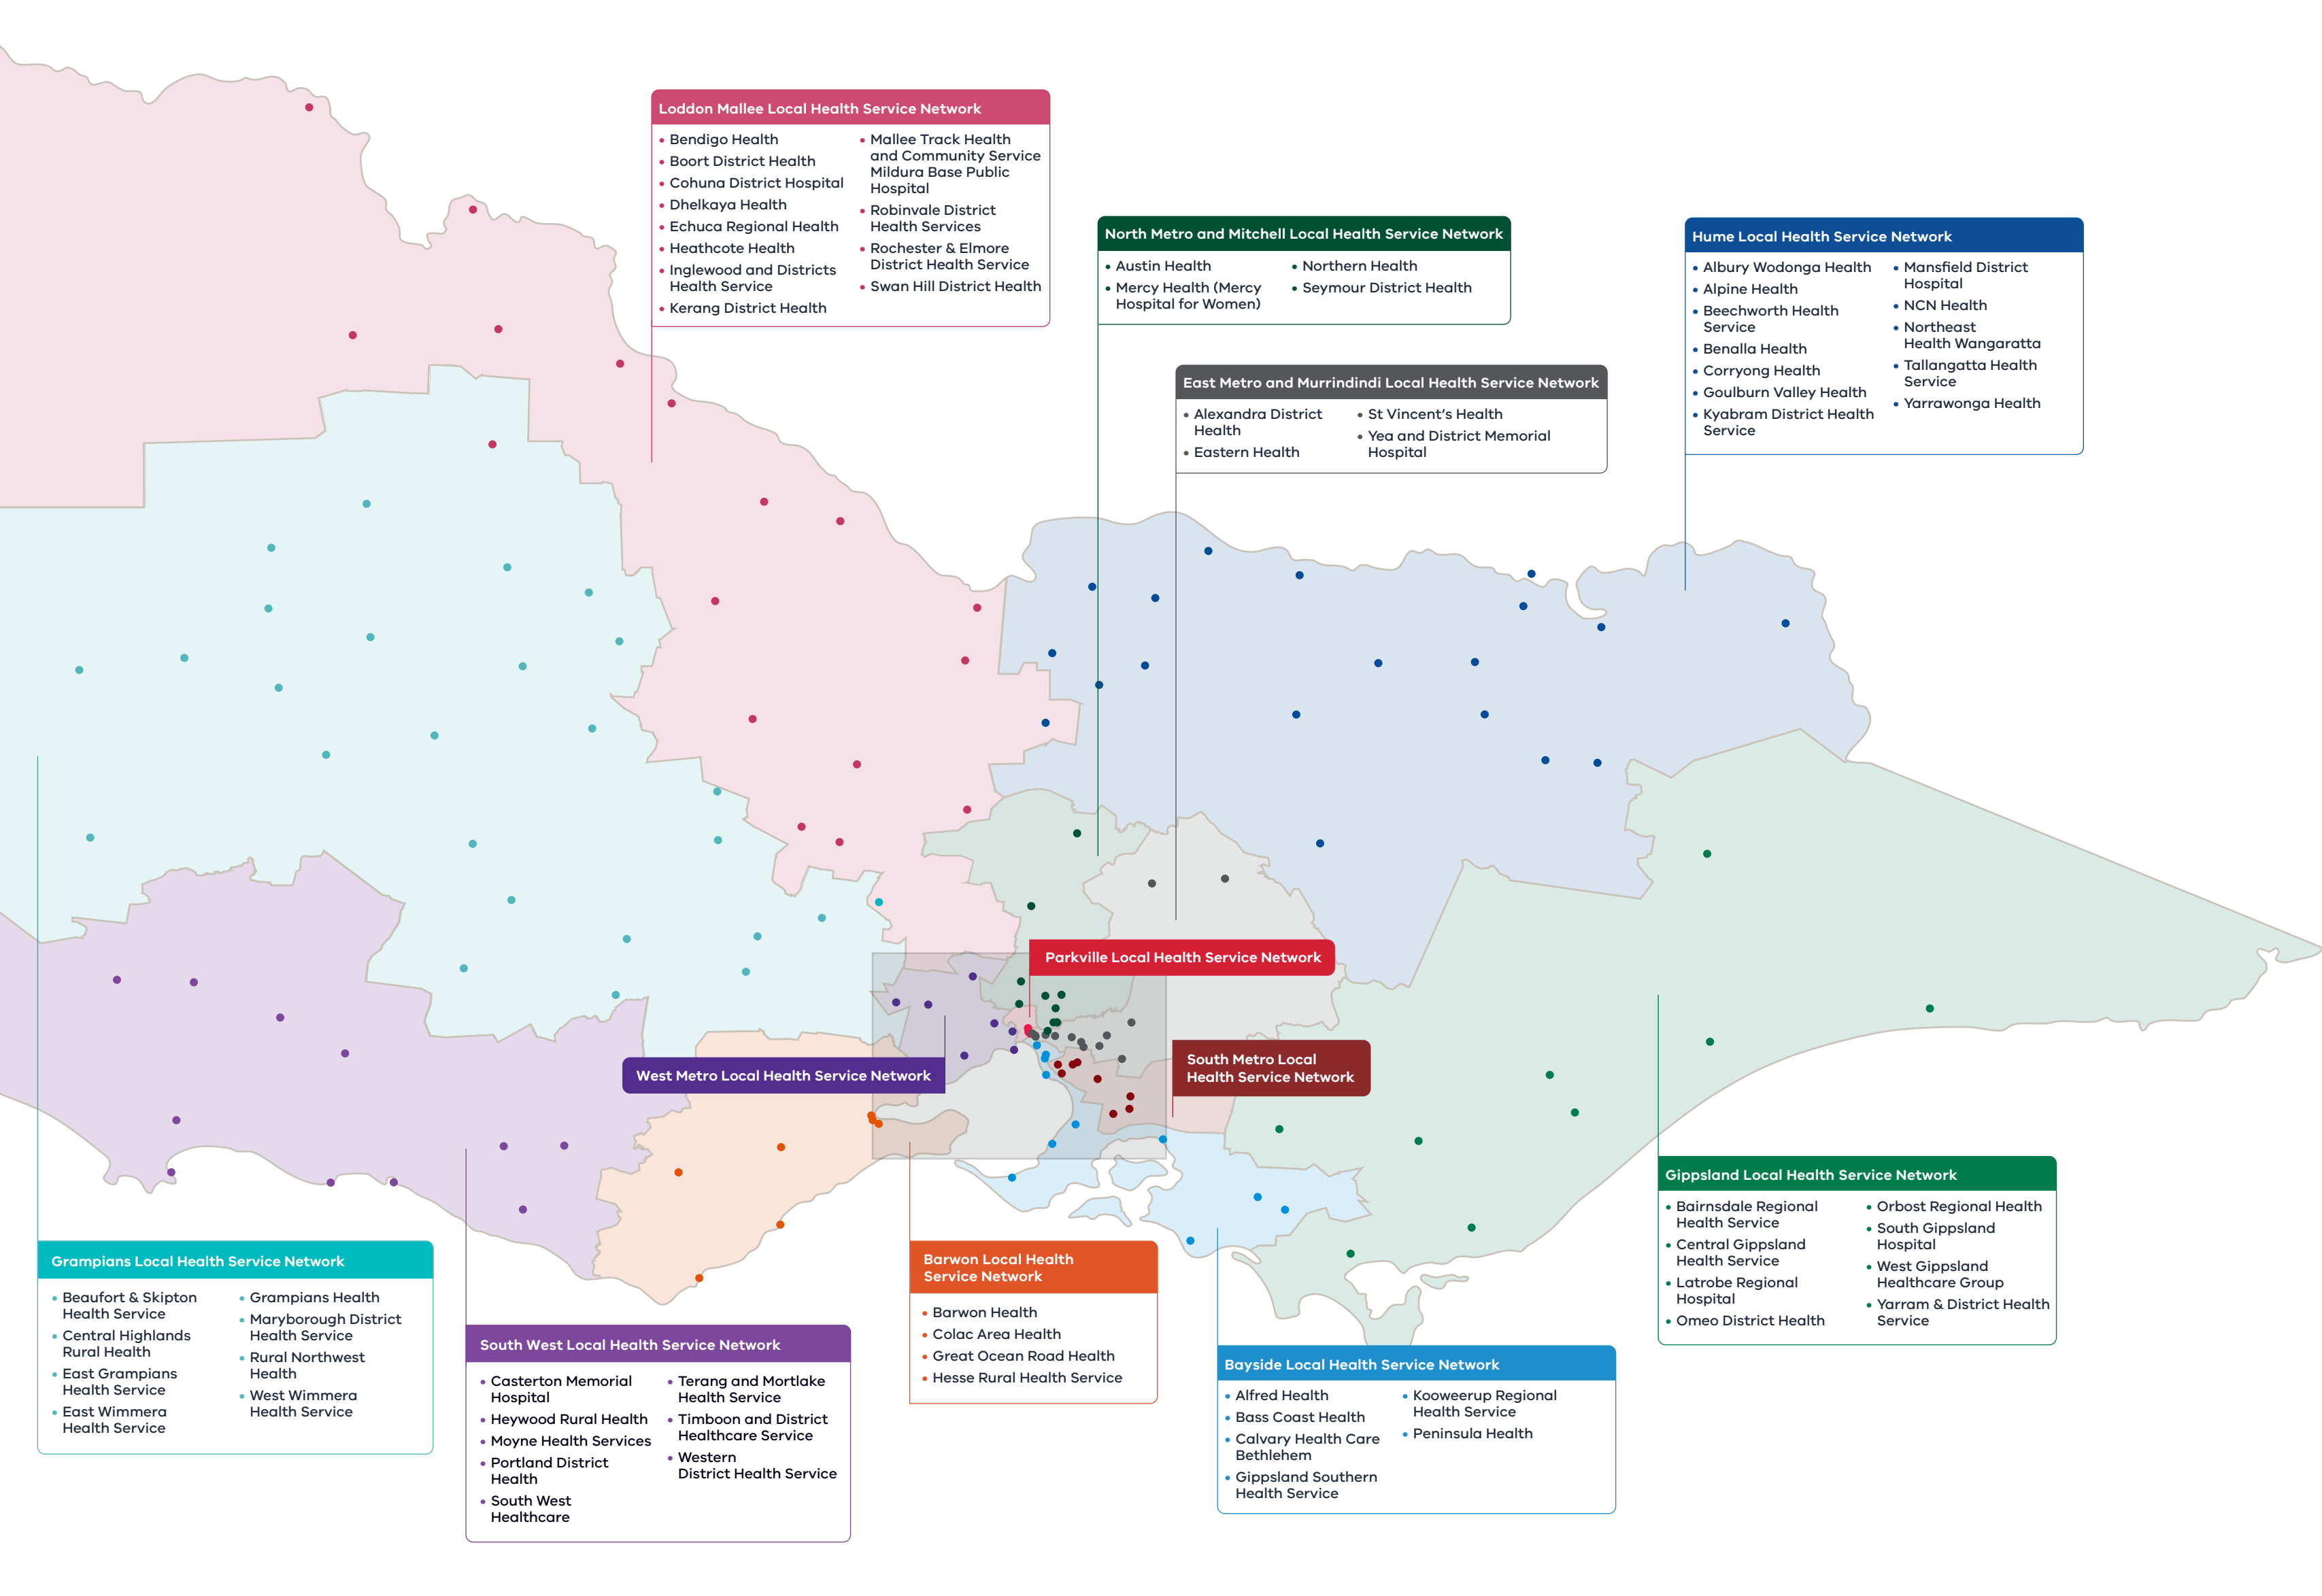 Loddon Mallee Local Health Service Network
Bendigo Health
Boort District Health
Cohuna District Hospital
Dhelkaya Health
Echuca Regional Health
Heathcote Health
Inglewood and Districts
Health Service
Kerang District Health
Mallee Track Health
and Community Service
Mildura Base Public
Hospital
Robinvale District
Health Services
Rochester & Elmore
District Health Service
Swan Hill District Health
North Metro and Mitchell Local Health Service Network
Austin Health
Mercy Health (Mercy
Hospital for Women)
Northern Health
Seymour District Health
Hume Local Health Service Network
Albury Wodonga Health
Alpine Health
Beechworth Health
Service
Benalla Health
Corryong Health
Goulburn Valley Health
Kyabram District Health
Service
Mansfield District
Hospital
NCN Health
Northeast
Health Wangaratta
Tallangatta Health
Service
Yarrawonga Health
East Metro and Murrindindi Local Health Service Network
Alexandra District
Health
Eastern Health
St Vincent's Health
Yea and District Memorial
Hospital
Parkville Local Health Service Network
West Metro Local Health Service Network
South Metro Local
Health Service Network
Gippsland Local Health Service Network
Bairnsdale Regional
Health Service
Central Gippsland
Health Service
Latrobe Regional
Hospital
Omeo District Health
Orbost Regional Health
South Gippsland
Hospital
West Gippsland
Healthcare Group
Yarram & District Health
Service
Grampians Local Health Service Network
Beaufort & Skipton
Health Service
Central Highlands
Rural Health
East Grampians
Health Service
East Wimmera
Health Service
Grampians Health
Maryborough District
Health Service
Rural Northwest
Health
West Wimmera
Health Service
Barwon Local Health
Service Network
Barwon Health
Colac Area Health
Great Ocean Road Health
Hesse Rural Health Service
South West Local Health Service Network
Casterton Memorial
Hospital
Heywood Rural Health
Moyne Health Services
Portland District
Health
South West
Healthcare
Terang and Mortlake
Health Service
Timboon and District
Healthcare Service
Western
District Health Service
Bayside Local Health Service Network
Alfred Health
Bass Coast Health
Calvary Health Care
Bethlehem
Gippsland Southern
Health Service
Kooweerup Regional
Health Service
Peninsula Health